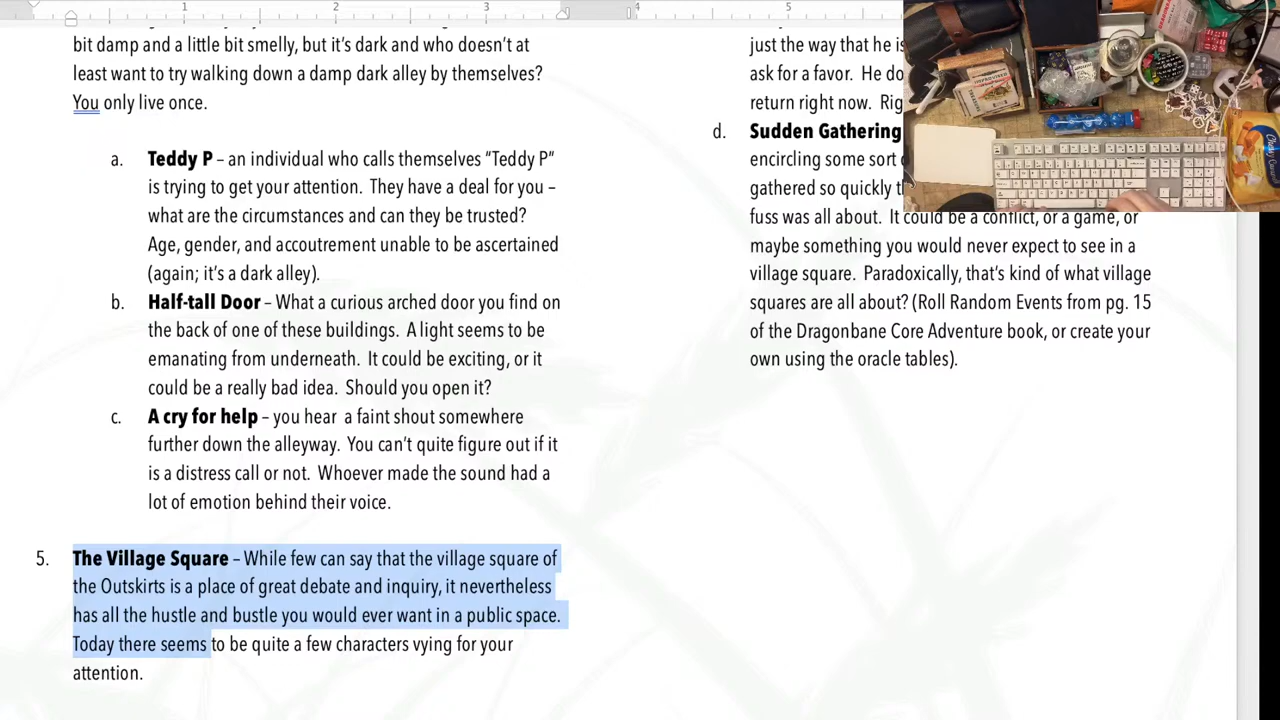 1
2
3
4
5
bit damp and a little bit smelly, but it's dark and who doesn't at
least want to try walking down a damp dark alley by themselves?
You only live once.
a. Teddy P – an individual who calls themselves "Teddy P"
is trying to get your attention. They have a deal for you –
what are the circumstances and can they be trusted?
Age, gender, and accoutrement unable to be ascertained
(again; it's a dark alley).
b. Half-tall Door – What a curious arched door you find on
the back of one of these buildings. A light seems to be
emanating from underneath. It could be exciting, or it
could be a really bad idea. Should you open it?
c. A cry for help – you hear a faint shout somewhere
further down the alleyway. You can't quite figure out if it
is a distress call or not. Whoever made the sound had a
lot of emotion behind their voice.
5. The Village Square – While few can say that the village square of
the Outskirts is a place of great debate and inquiry, it nevertheless
has all the hustle and bustle you would ever want in a public space.
Today there seems to be quite a few characters vying for your
attention.
just the way that he is
ask for a favor. He do
return right now. Rig
d. Sudden Gathering
encircling some sort
gathered so quickly
fuss was all about. It could be a conflict, or a game, or
maybe something you would never expect to see in a
village square. Paradoxically, that's kind of what village
squares are all about? (Roll Random Events from pg. 15
of the Dragonbane Core Adventure book, or create your
own using the oracle tables).